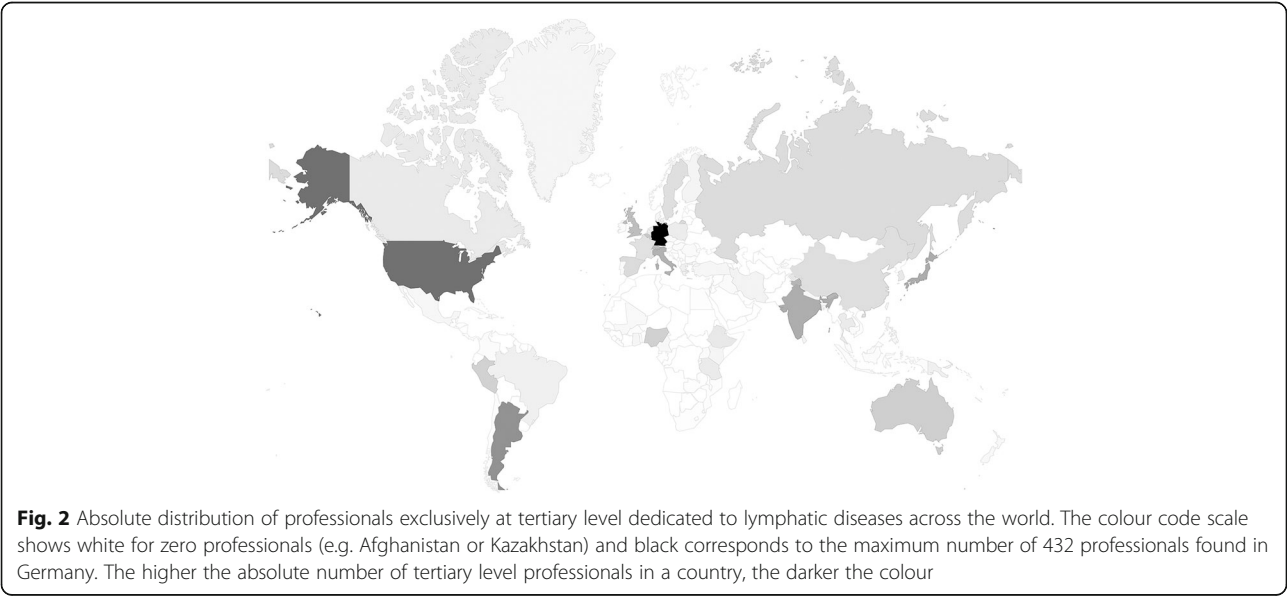 Fig. 2 Absolute distribution of professionals exclusively at tertiary level dedicated to lymphatic diseases across the world. The colour code scale
shows white for zero professionals (e.g. Afghanistan or Kazakhstan) and black corresponds to the maximum number of 432 professionals found in
Germany. The higher the absolute number of tertiary level professionals in a country, the darker the colour